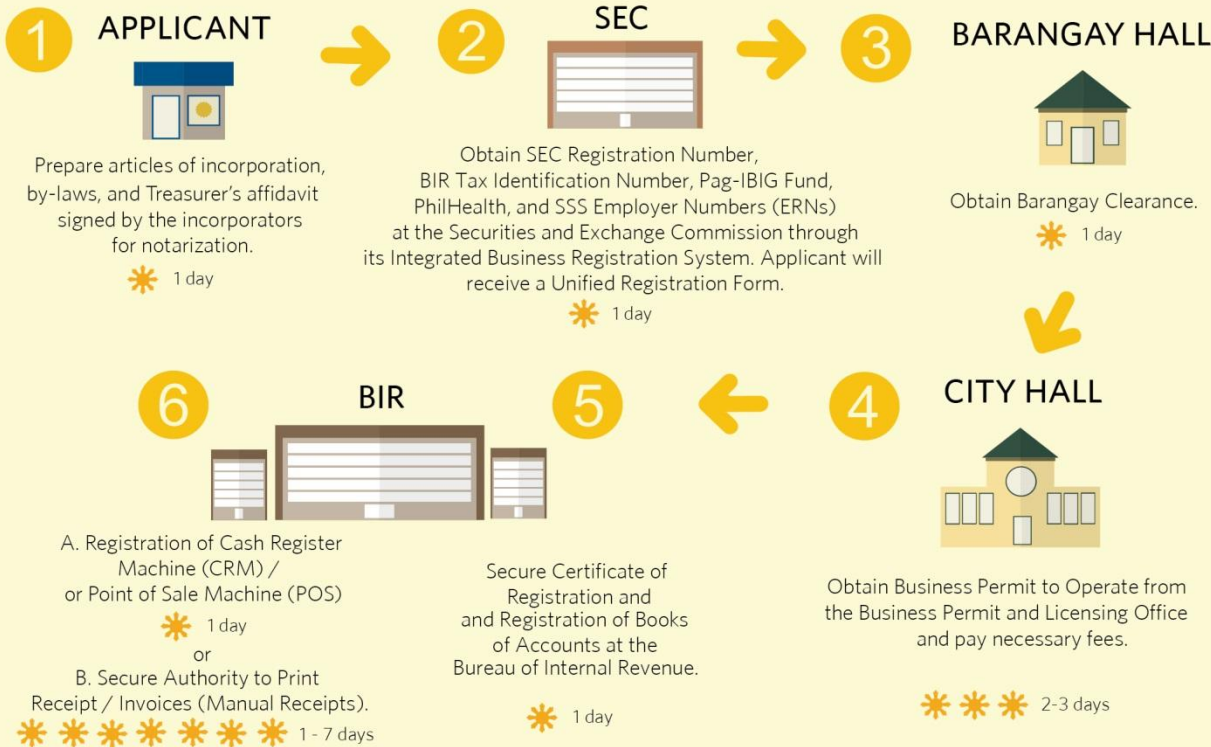 1
APPLICANT
Prepare articles of incorporation,
by-laws, and Treasurer's affidavit
signed by the incorporators
for notarization.
1 day
2
SEC
Obtain SEC Registration Number,
BIR Tax Identification Number, Pag-IBIG Fund,
PhilHealth, and SSS Employer Numbers (ERNs)
at the Securities and Exchange Commission through
its Integrated Business Registration System. Applicant will
receive a Unified Registration Form.
1 day
3
BARANGAY HALL
Obtain Barangay Clearance.
1 day
4
CITY HALL
Obtain Business Permit to Operate from
the Business Permit and Licensing Office
and pay necessary fees.
2-3 days
BIR
5
Secure Certificate of
Registration and
and Registration of Books
of Accounts at the
Bureau of Internal Revenue.
1 day
6
A. Registration of Cash Register
Machine (CRM) /
or Point of Sale Machine (POS)
1 day
or
B. Secure Authority to Print
Receipt / Invoices (Manual Receipts).
1 - 7 days